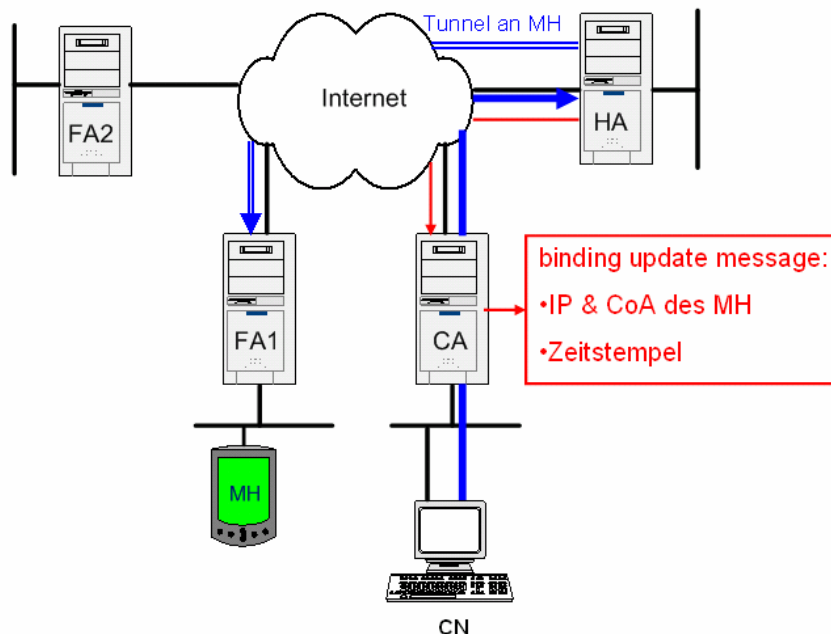 Tunnel an MH
Internet
FA2
HA
FA1
CA
binding update message:
•IP & CoA des MH
•Zeitstempel
MH
CN